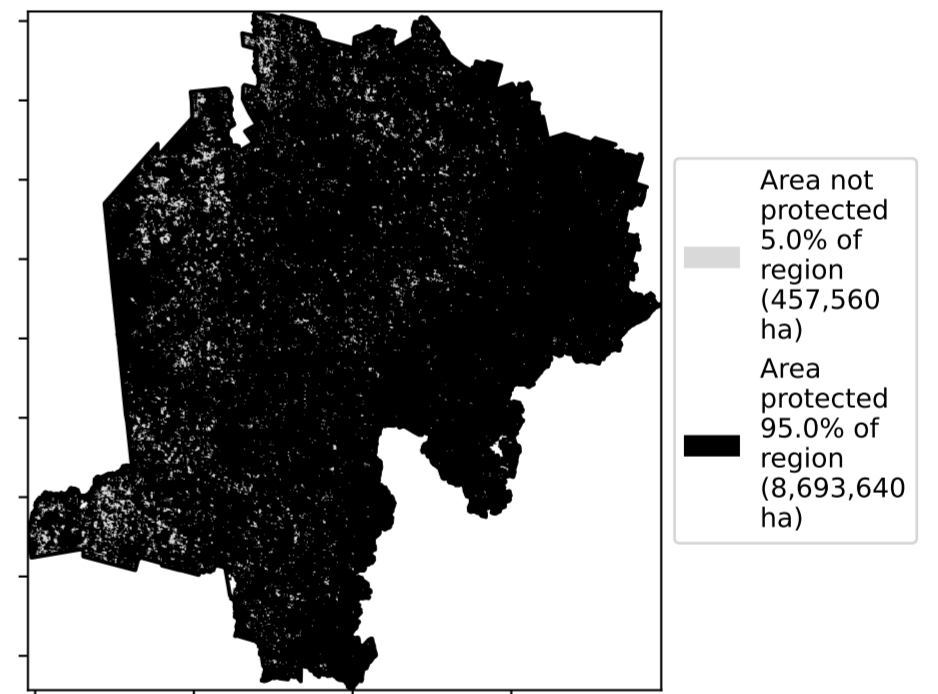 Area not
protected
5.0% of
region
(457,560
ha)
Area
protected
95.0% of
region
(8,693,640
ha)